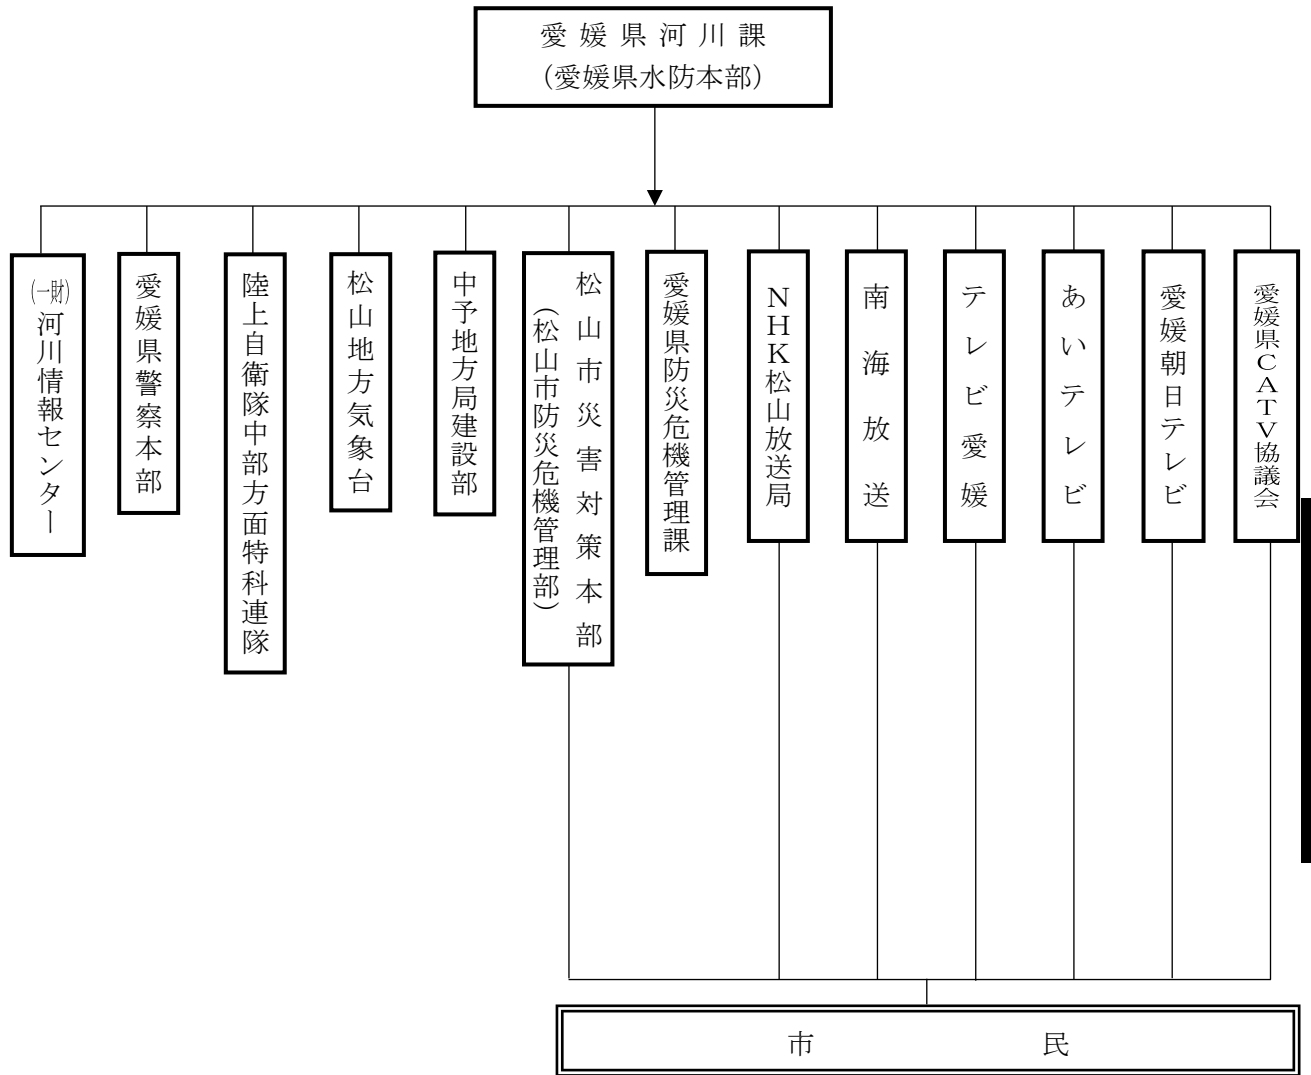 愛媛県河川課
(愛媛県水防本部)
(一財)河川情報センター
愛媛県警察本部
陸上自衛隊中部方面特科連隊
松山地方気象台
中予地方局建設部
松山市災害対策本部
(松山市防災危機管理部)
愛媛県防災危機管理課
NHK松山放送局
南海放送
テレビ愛媛
あいテレビ
愛媛朝日テレビ
愛媛県CATV協議会
市民